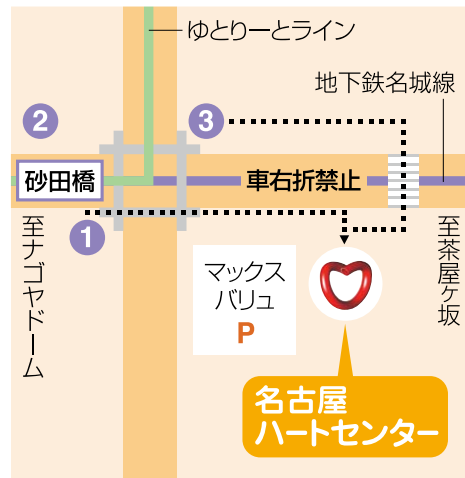 ゆとりーとライン
地下鉄名城線
2
3
砂田橋
車右折禁止
1
至ナゴヤドーム
至茶屋ヶ坂
マックス
バリュ
P
名古屋
ハートセンター